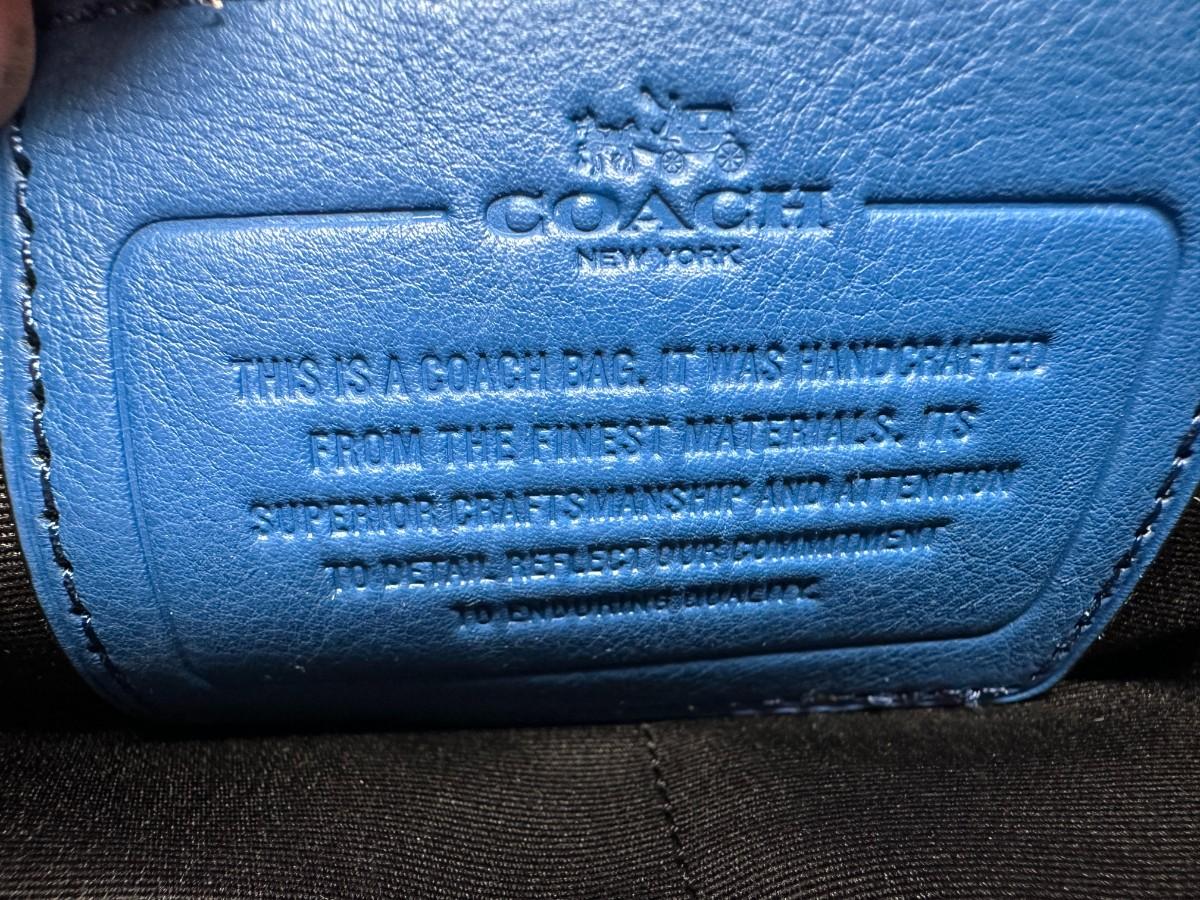 COACH
NEW YORK
THIS IS A COACH BAG. IT WAS HANDCRAFTED
FROM THE FINEST MATERIALS. ITS
SUPERIOR CRAFTSMANSHIP AND ATTENTION
TO DETAIL REFLECT OUR COMMITMENT
TO ENDURING QUALITY.